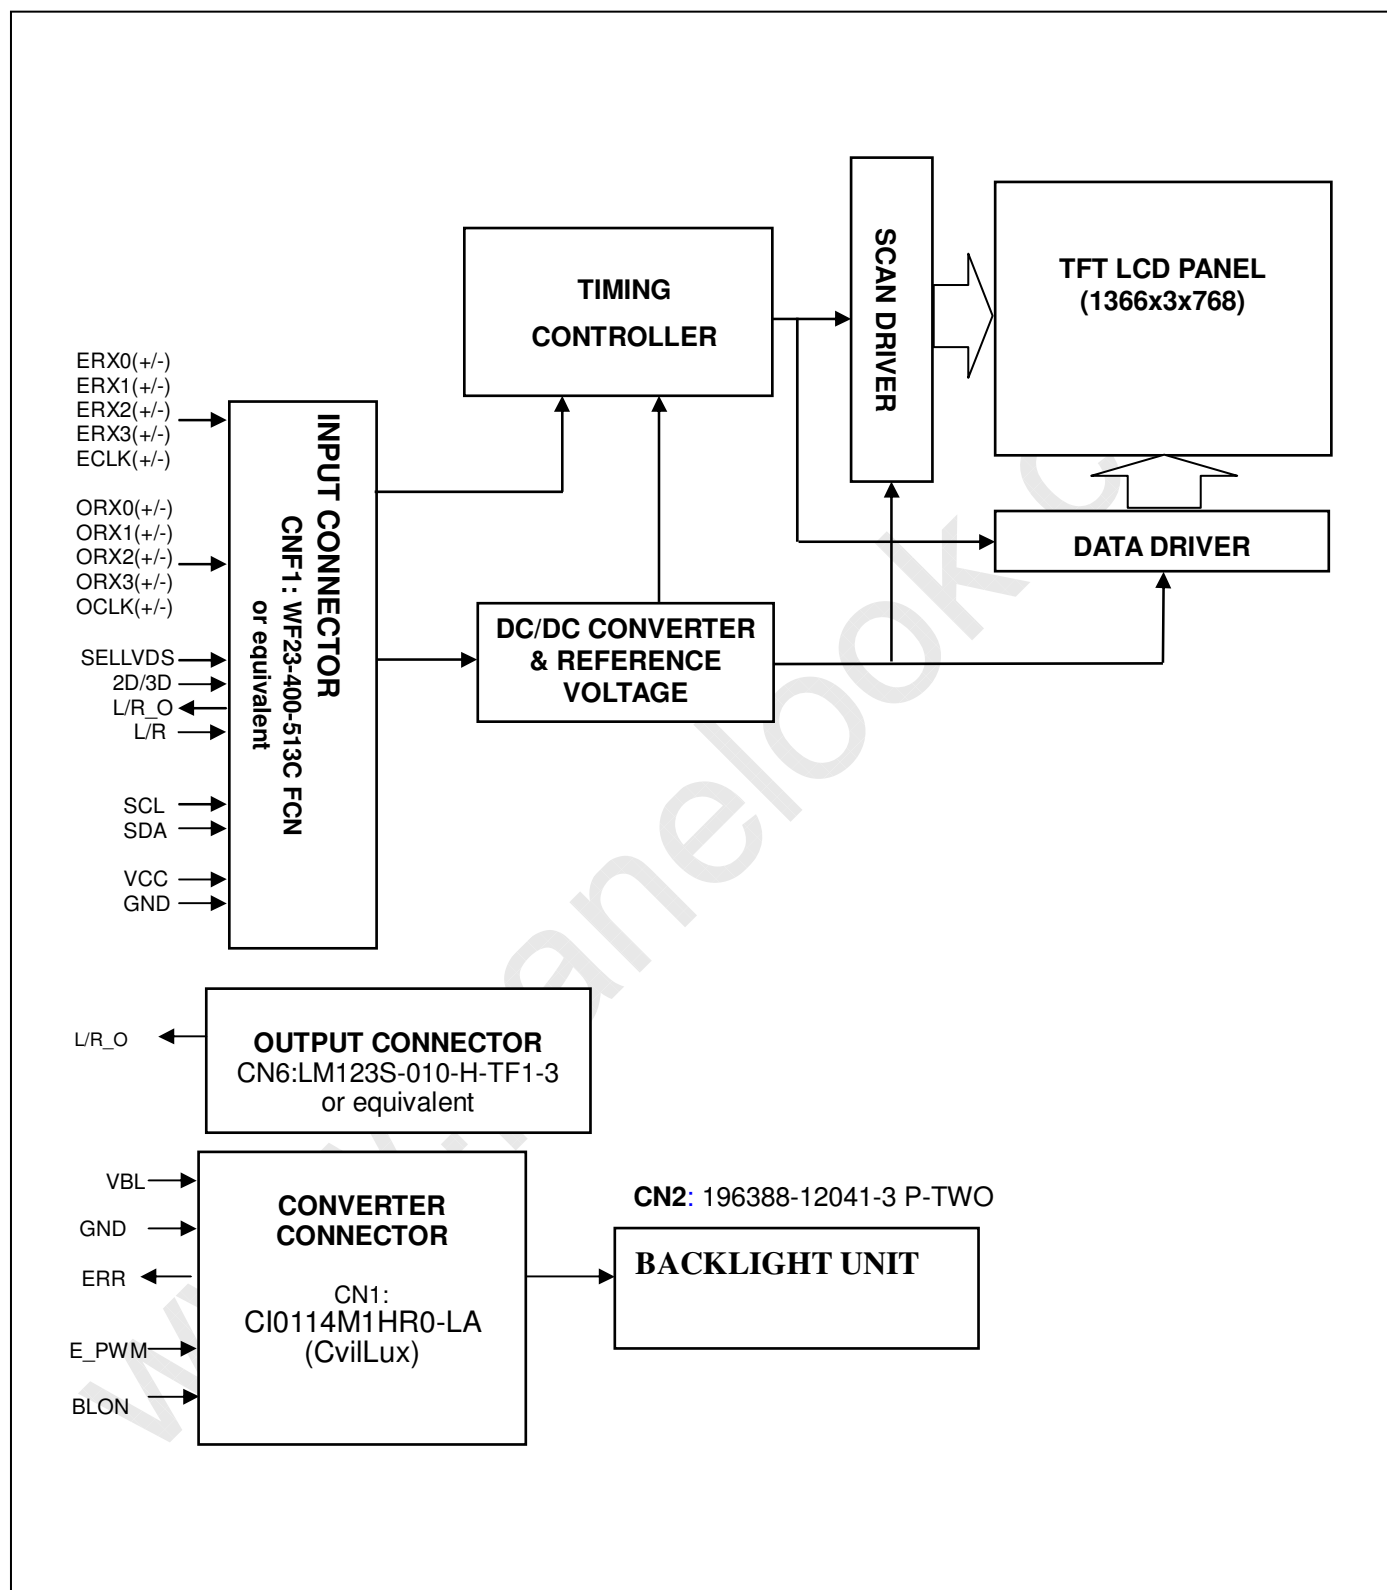 SCAN DRIVER
TFT LCD PANEL
(1366x3x768)
TIMING
CONTROLLER
ERX0(+/-)
ERX1(+/-)
ERX2(+/-)
ERX3(+/-)
ECLK(+/-)
ORX0(+/-)
ORX1(+/-)
ORX2(+/-)
ORX3(+/-)
OCLK(+/-)
SELLVDS
2D/3D
L/R_O
L/R
SCL
SDA
VCC
GND
INPUT CONNECTOR
CNF1: WF23-400-513C FCN
or equivalent
DATA DRIVER
DC/DC CONVERTER
& REFERENCE
VOLTAGE
L/R_O
OUTPUT CONNECTOR
CN6:LM123S-010-H-TF1-3
or equivalent
VBL
GND
ERR
E_PWM
BLON
CONVERTER
CONNECTOR
CN1:
CI0114M1HR0-LA
(CvilLux)
CN2: 196388-12041-3 P-TWO
BACKLIGHT UNIT